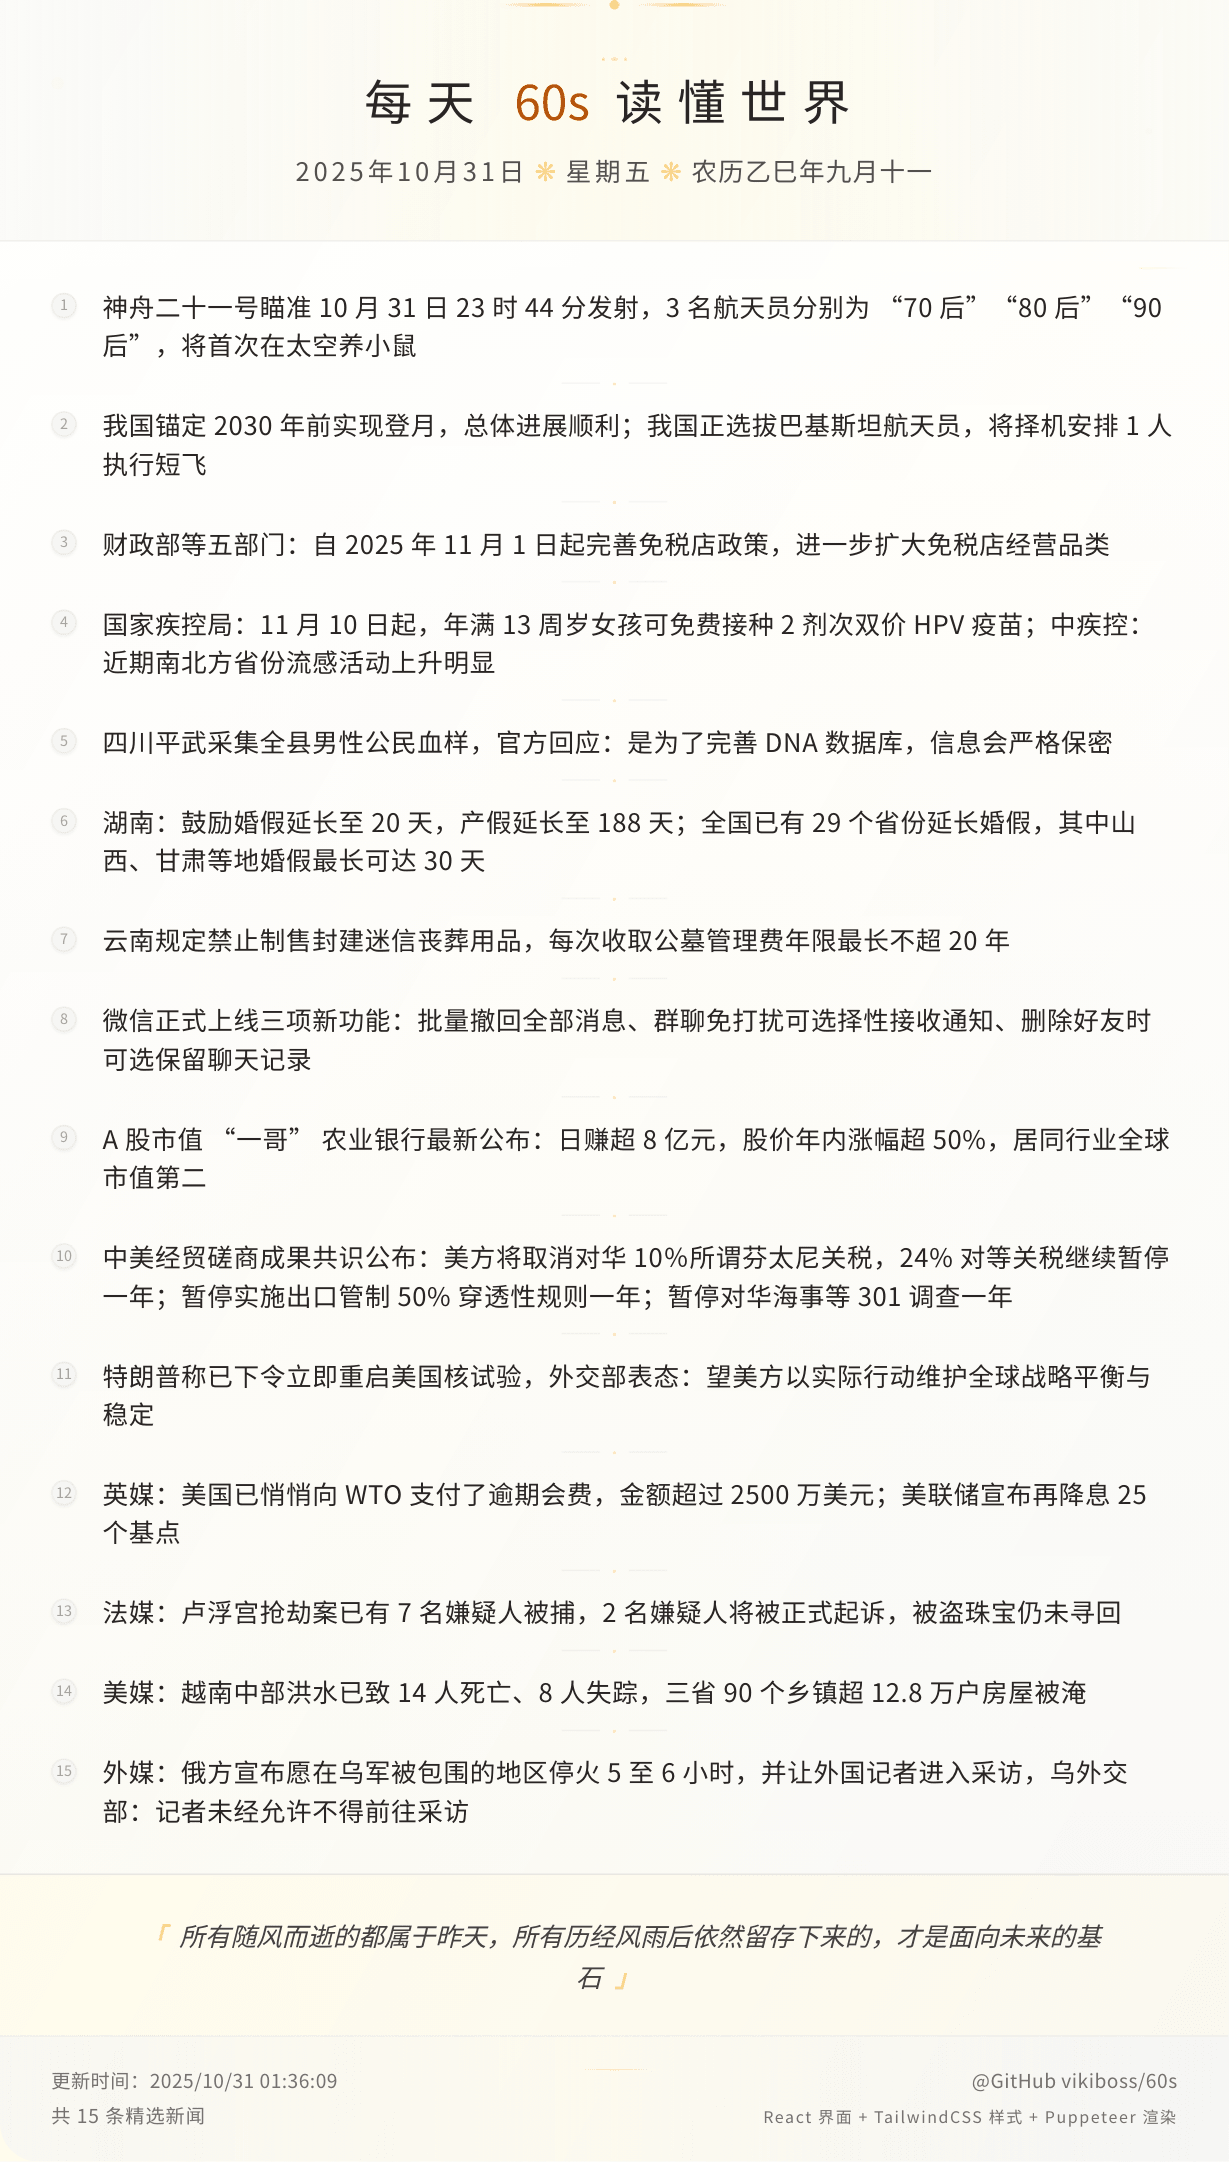 每天 60s 读懂世界
2025年10月31日 ❋ 星期五 ❋ 农历乙巳年九月十一
1 神舟二十一号瞄准 10 月 31 日 23 时 44 分发射，3 名航天员分别为 “70 后” “80 后” “90
后” ，将首次在太空养小鼠
2 我国锚定 2030 年前实现登月，总体进展顺利；我国正选拔巴基斯坦航天员，将择机安排 1 人
执行短飞
3 财政部等五部门：自 2025 年 11 月 1 日起完善免税店政策，进一步扩大免税店经营品类
4 国家疾控局：11 月 10 日起，年满 13 周岁女孩可免费接种 2 剂次双价 HPV 疫苗；中疾控：
近期南北方省份流感活动上升明显
5 四川平武采集全县男性公民血样，官方回应：是为了完善 DNA 数据库，信息会严格保密
6 湖南：鼓励婚假延长至 20 天，产假延长至 188 天；全国已有 29 个省份延长婚假，其中山
西、甘肃等地婚假最长可达 30 天
7 云南规定禁止制售封建迷信丧葬用品，每次收取公墓管理费年限最长不超 20 年
8 微信正式上线三项新功能：批量撤回全部消息、群聊免打扰可选择性接收通知、删除好友时
可选保留聊天记录
9 A 股市值 “一哥” 农业银行最新公布：日赚超 8 亿元，股价年内涨幅超 50%，居同行业全球
市值第二
10 中美经贸磋商成果共识公布：美方将取消对华 10%所谓芬太尼关税，24% 对等关税继续暂停
一年；暂停实施出口管制 50% 穿透性规则一年；暂停对华海事等 301 调查一年
11 特朗普称已下令立即重启美国核试验，外交部表态：望美方以实际行动维护全球战略平衡与
稳定
12 英媒：美国已悄悄向 WTO 支付了逾期会费，金额超过 2500 万美元；美联储宣布再降息 25
个基点
13 法媒：卢浮宫抢劫案已有 7 名嫌疑人被捕，2 名嫌疑人将被正式起诉，被盗珠宝仍未寻回
14 美媒：越南中部洪水已致 14 人死亡、8 人失踪，三省 90 个乡镇超 12.8 万户房屋被淹
15 外媒：俄方宣布愿在乌军被包围的地区停火 5 至 6 小时，并让外国记者进入采访，乌外交
部：记者未经允许不得前往采访
「 所有随风而逝的都属于昨天，所有历经风雨后依然留存下来的，才是面向未来的基
石 」
更新时间：2025/10/31 01:36:09
@GitHub vikiboss/60s
共 15 条精选新闻
React 界面 + TailwindCSS 样式 + Puppeteer 渲染